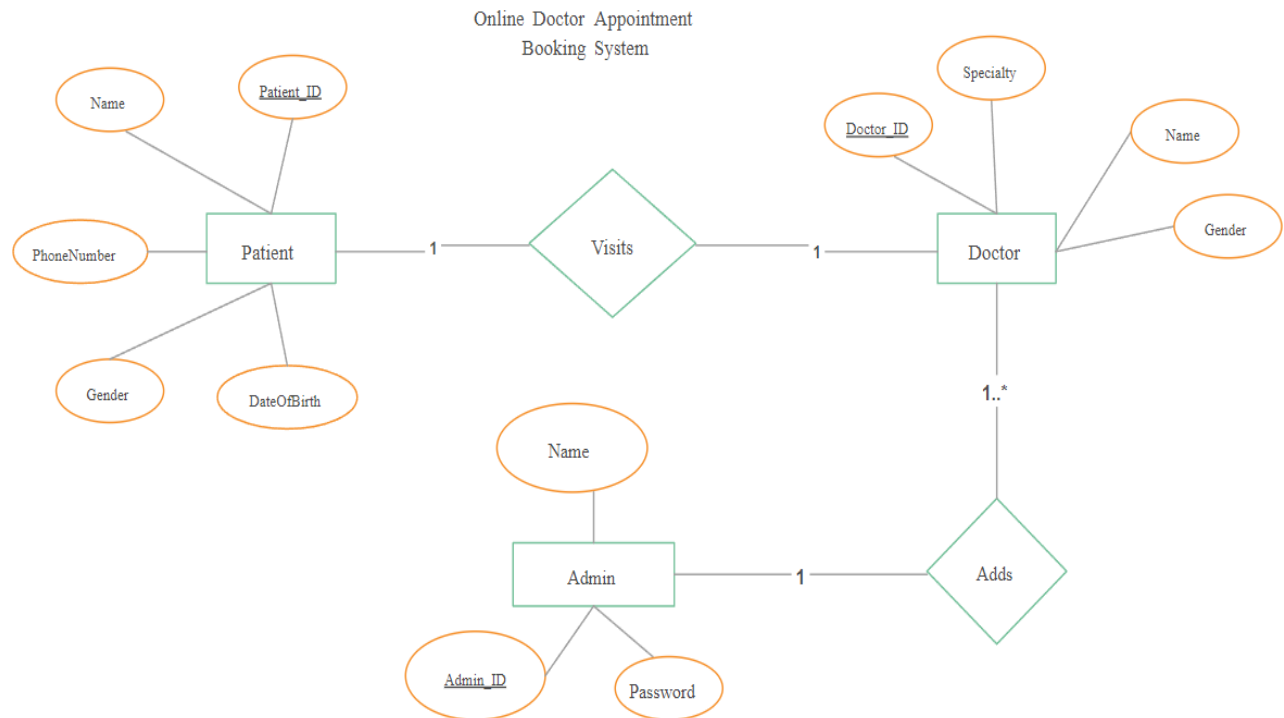 Online Doctor Appointment
Booking System
Specialty
Patient_ID
Name
Doctor_ID
Name
PhoneNumber
Patient
1
Visits
1
Doctor
Gender
Gender
DateOfBirth
1..*
Name
Admin
1
Adds
Admin_ID
Password